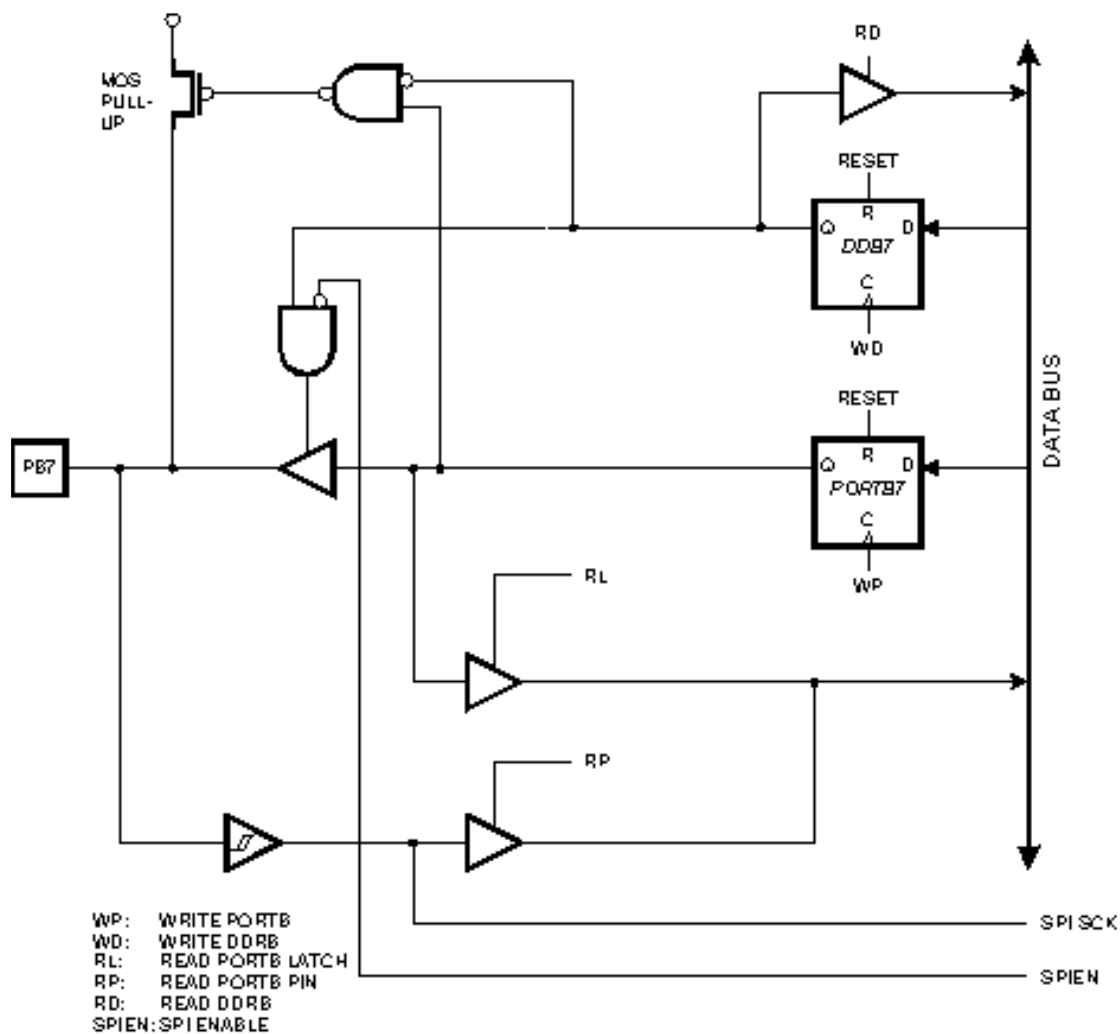 RD
MOS
PULL-
UP
RESET
R
Q
D
DDB7
C
WD
RESET
PB7
R
Q
D
PORTB7
C
WP
DATA BUS
RL
RP
SPI SCK
SPIEN
WP: WRITE PORTB
WD: WRITE DDRB
RL: READ PORTB LATCH
RP: READ PORTB PIN
RD: READ DDRB
SPIEN: SPI ENABLE